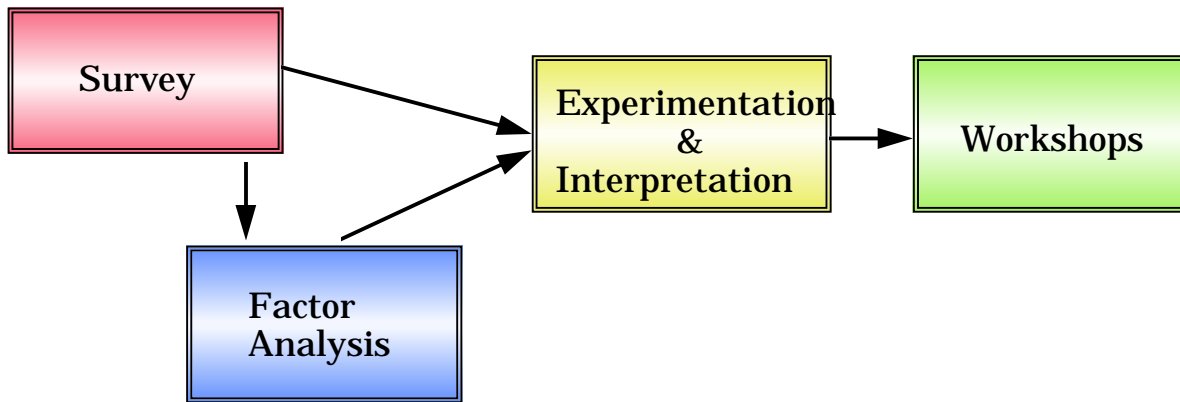 Survey
Experimentation
&
Interpretation
Workshops
Factor
Analysis